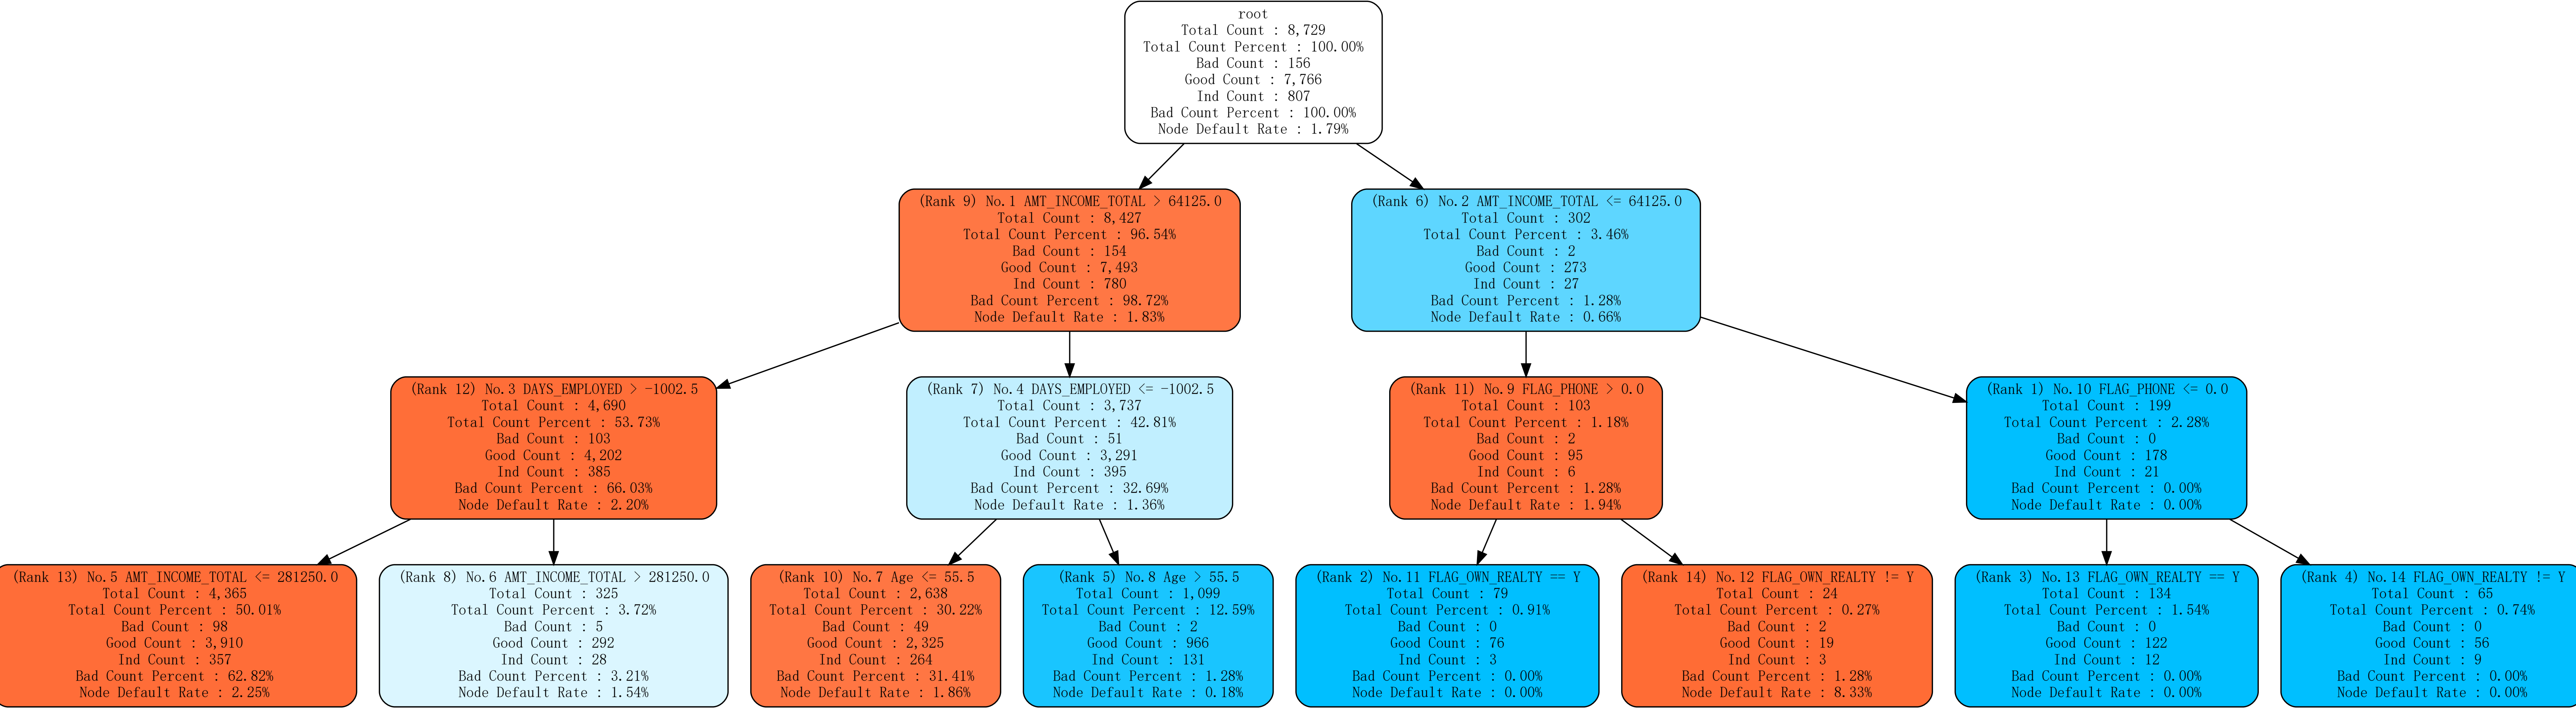 root
Total Count : 8,729
Total Count Percent : 100.00%
Bad Count : 156
Good Count : 7,766
Ind Count : 807
Bad Count Percent : 100.00%
Node Default Rate : 1.79%
(Rank 9) No.1 AMT_INCOME_TOTAL > 64125.0
Total Count : 8,427
Total Count Percent : 96.54%
Bad Count : 154
Good Count : 7,493
Ind Count : 780
Bad Count Percent : 98.72%
Node Default Rate : 1.83%
(Rank 6) No.2 AMT_INCOME_TOTAL <= 64125.0
Total Count : 302
Total Count Percent : 3.46%
Bad Count : 2
Good Count : 273
Ind Count : 27
Bad Count Percent : 1.28%
Node Default Rate : 0.66%
(Rank 12) No.3 DAYS_EMPLOYED > -1002.5
Total Count : 4,690
Total Count Percent : 53.73%
Bad Count : 103
Good Count : 4,202
Ind Count : 385
Bad Count Percent : 66.03%
Node Default Rate : 2.20%
(Rank 7) No.4 DAYS_EMPLOYED <= -1002.5
Total Count : 3,737
Total Count Percent : 42.81%
Bad Count : 51
Good Count : 3,291
Ind Count : 395
Bad Count Percent : 32.69%
Node Default Rate : 1.36%
(Rank 11) No.9 FLAG_PHONE > 0.0
Total Count : 103
Total Count Percent : 1.18%
Bad Count : 2
Good Count : 95
Ind Count : 6
Bad Count Percent : 1.28%
Node Default Rate : 1.94%
(Rank 1) No.10 FLAG_PHONE <= 0.0
Total Count : 199
Total Count Percent : 2.28%
Bad Count : 0
Good Count : 178
Ind Count : 21
Bad Count Percent : 0.00%
Node Default Rate : 0.00%
(Rank 13) No.5 AMT_INCOME_TOTAL <= 281250.0
Total Count : 4,365
Total Count Percent : 50.01%
Bad Count : 98
Good Count : 3,910
Ind Count : 357
Bad Count Percent : 62.82%
Node Default Rate : 2.25%
(Rank 8) No.6 AMT_INCOME_TOTAL > 281250.0
Total Count : 325
Total Count Percent : 3.72%
Bad Count : 5
Good Count : 292
Ind Count : 28
Bad Count Percent : 3.21%
Node Default Rate : 1.54%
(Rank 10) No.7 Age <= 55.5
Total Count : 2,638
Total Count Percent : 30.22%
Bad Count : 49
Good Count : 2,325
Ind Count : 264
Bad Count Percent : 31.41%
Node Default Rate : 1.86%
(Rank 5) No.8 Age > 55.5
Total Count : 1,099
Total Count Percent : 12.59%
Bad Count : 2
Good Count : 966
Ind Count : 131
Bad Count Percent : 1.28%
Node Default Rate : 0.18%
(Rank 2) No.11 FLAG_OWN_REALTY == Y
Total Count : 79
Total Count Percent : 0.91%
Bad Count : 0
Good Count : 76
Ind Count : 3
Bad Count Percent : 0.00%
Node Default Rate : 0.00%
(Rank 14) No.12 FLAG_OWN_REALTY != Y
Total Count : 24
Total Count Percent : 0.27%
Bad Count : 2
Good Count : 19
Ind Count : 3
Bad Count Percent : 1.28%
Node Default Rate : 8.33%
(Rank 3) No.13 FLAG_OWN_REALTY == Y
Total Count : 134
Total Count Percent : 1.54%
Bad Count : 0
Good Count : 122
Ind Count : 12
Bad Count Percent : 0.00%
Node Default Rate : 0.00%
(Rank 4) No.14 FLAG_OWN_REALTY != Y
Total Count : 65
Total Count Percent : 0.74%
Bad Count : 0
Good Count : 56
Ind Count : 9
Bad Count Percent : 0.00%
Node Default Rate : 0.00%